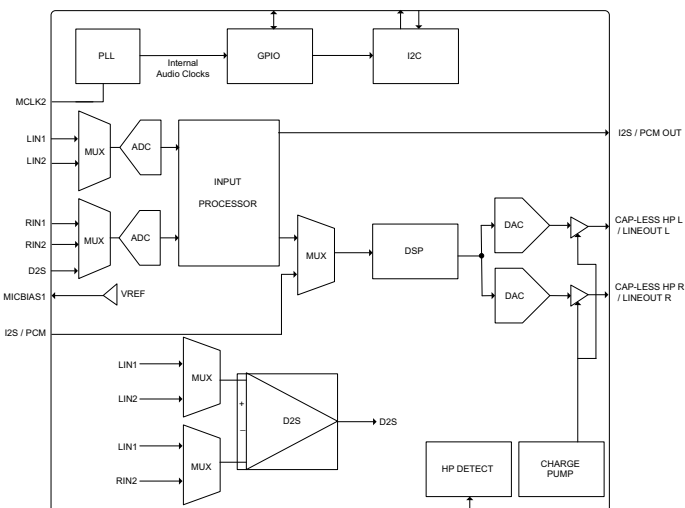 PLL
GPIO
I2C
Internal
Audio Clocks
MCLK2
LIN1
LIN2
MUX
ADC
INPUT
PROCESSOR
I2S / PCM OUT
RIN1
RIN2
D2S
MUX
ADC
MUX
DSP
DAC
CAP-LESS HP L
/ LINEOUT L
DAC
CAP-LESS HP R
/ LINEOUT R
MICBIAS1
VREF
I2S / PCM
LIN1
LIN2
MUX
+
–
D2S
D2S
LIN1
RIN2
MUX
HP DETECT
CHARGE
PUMP